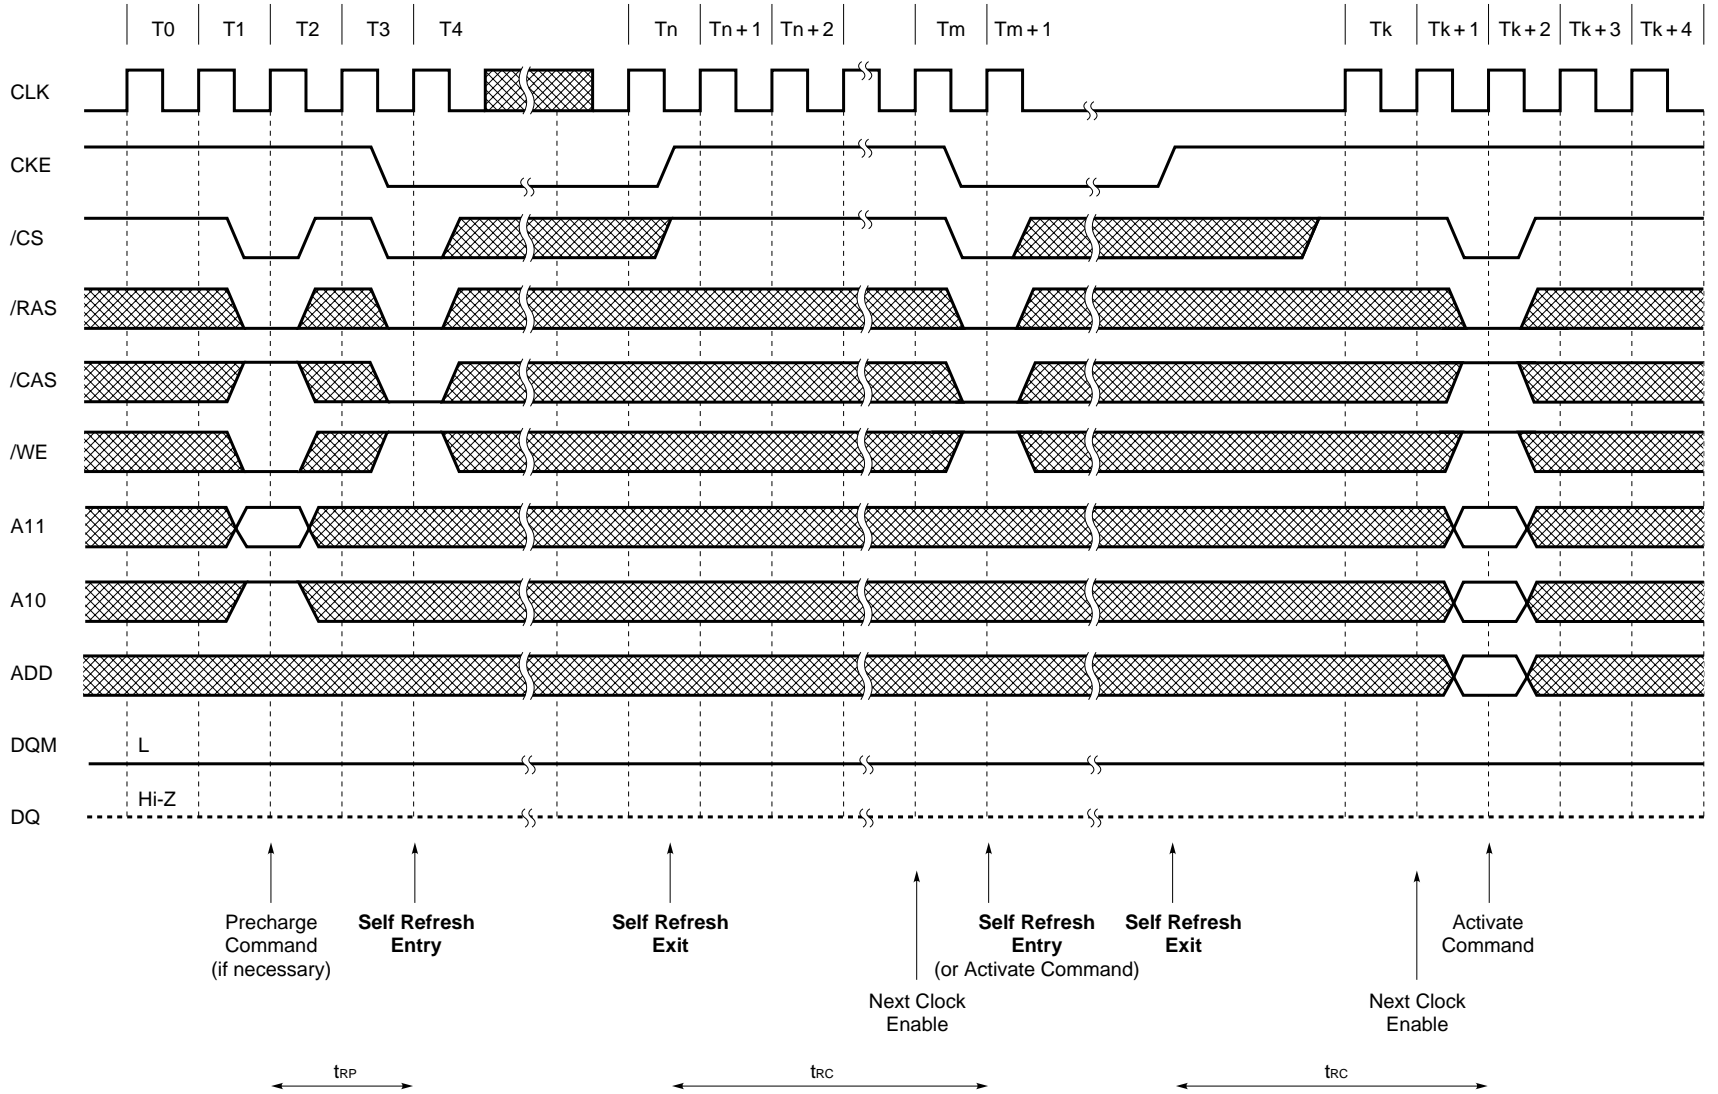 T0 T1 T2 T3 T4 Tn Tn + 1 Tn + 2 Tm Tm + 1 Tk Tk + 1 Tk + 2 Tk + 3 Tk + 4
CLK
CKE
/CS
/RAS
/CAS
/WE
A11
A10
ADD
DQM L
Hi-Z
DQ
Precharge
Command
(if necessary)
Self Refresh
Entry
Self Refresh
Exit
Next Clock
Enable
Self Refresh
Entry
(or Activate Command)
Self Refresh
Exit
Next Clock
Enable
Activate
Command
tRP tRC tRC